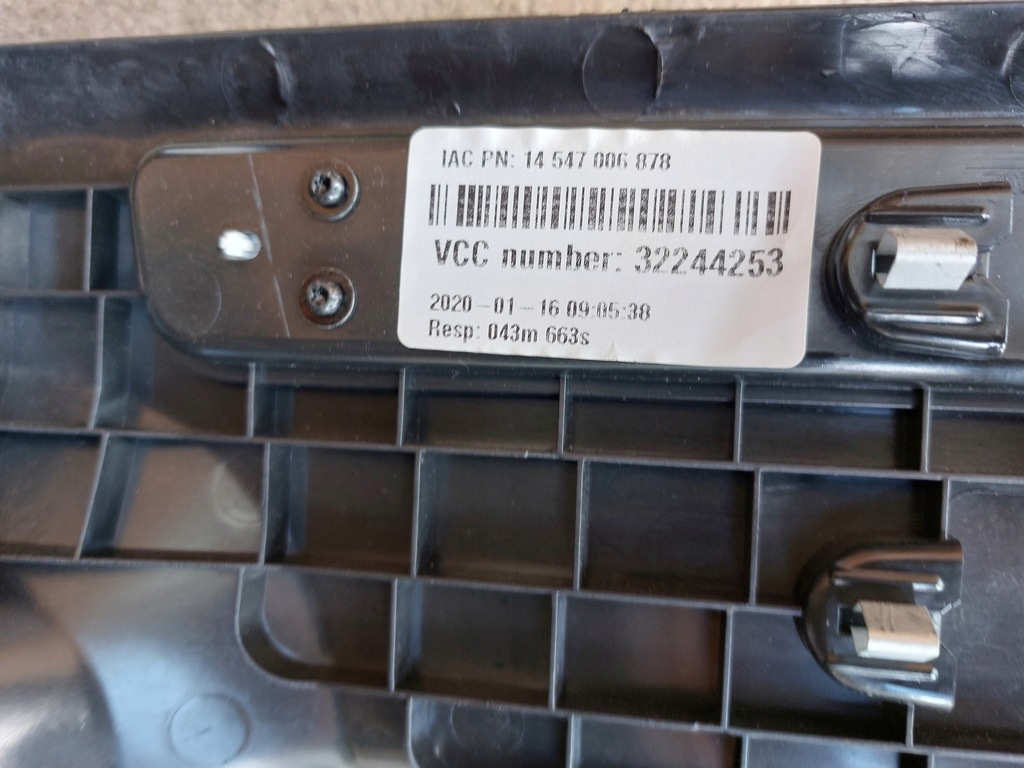 IAC PN: 14 547 006 878
VCC number: 32244253
2020-01-16 09:05:38
Resp: 043m 663s